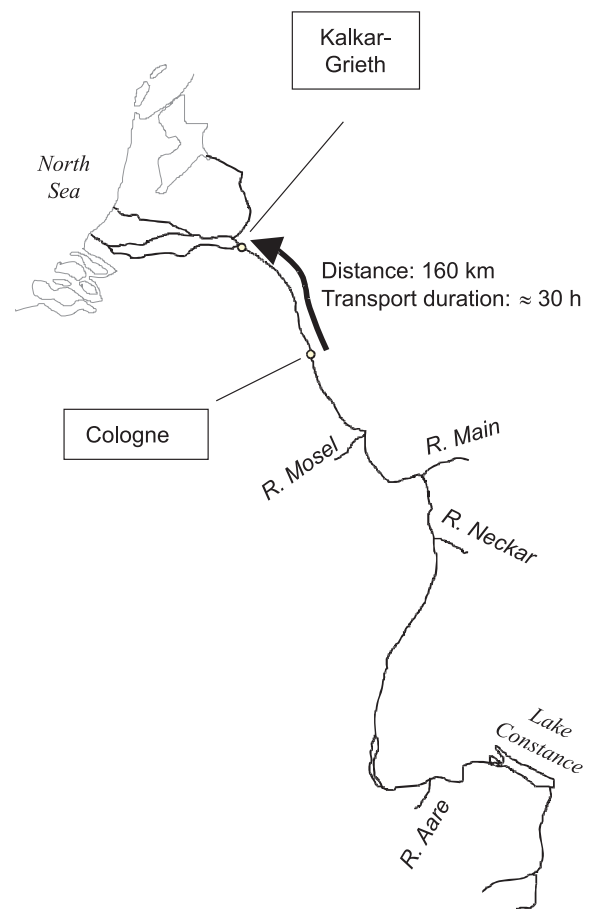 Kalkar-
Grieth
North
Sea
Distance: 160 km
Transport duration: ≈ 30 h
Cologne
R. Main
R. Mosel
R. Neckar
Lake
Constance
R. Aare